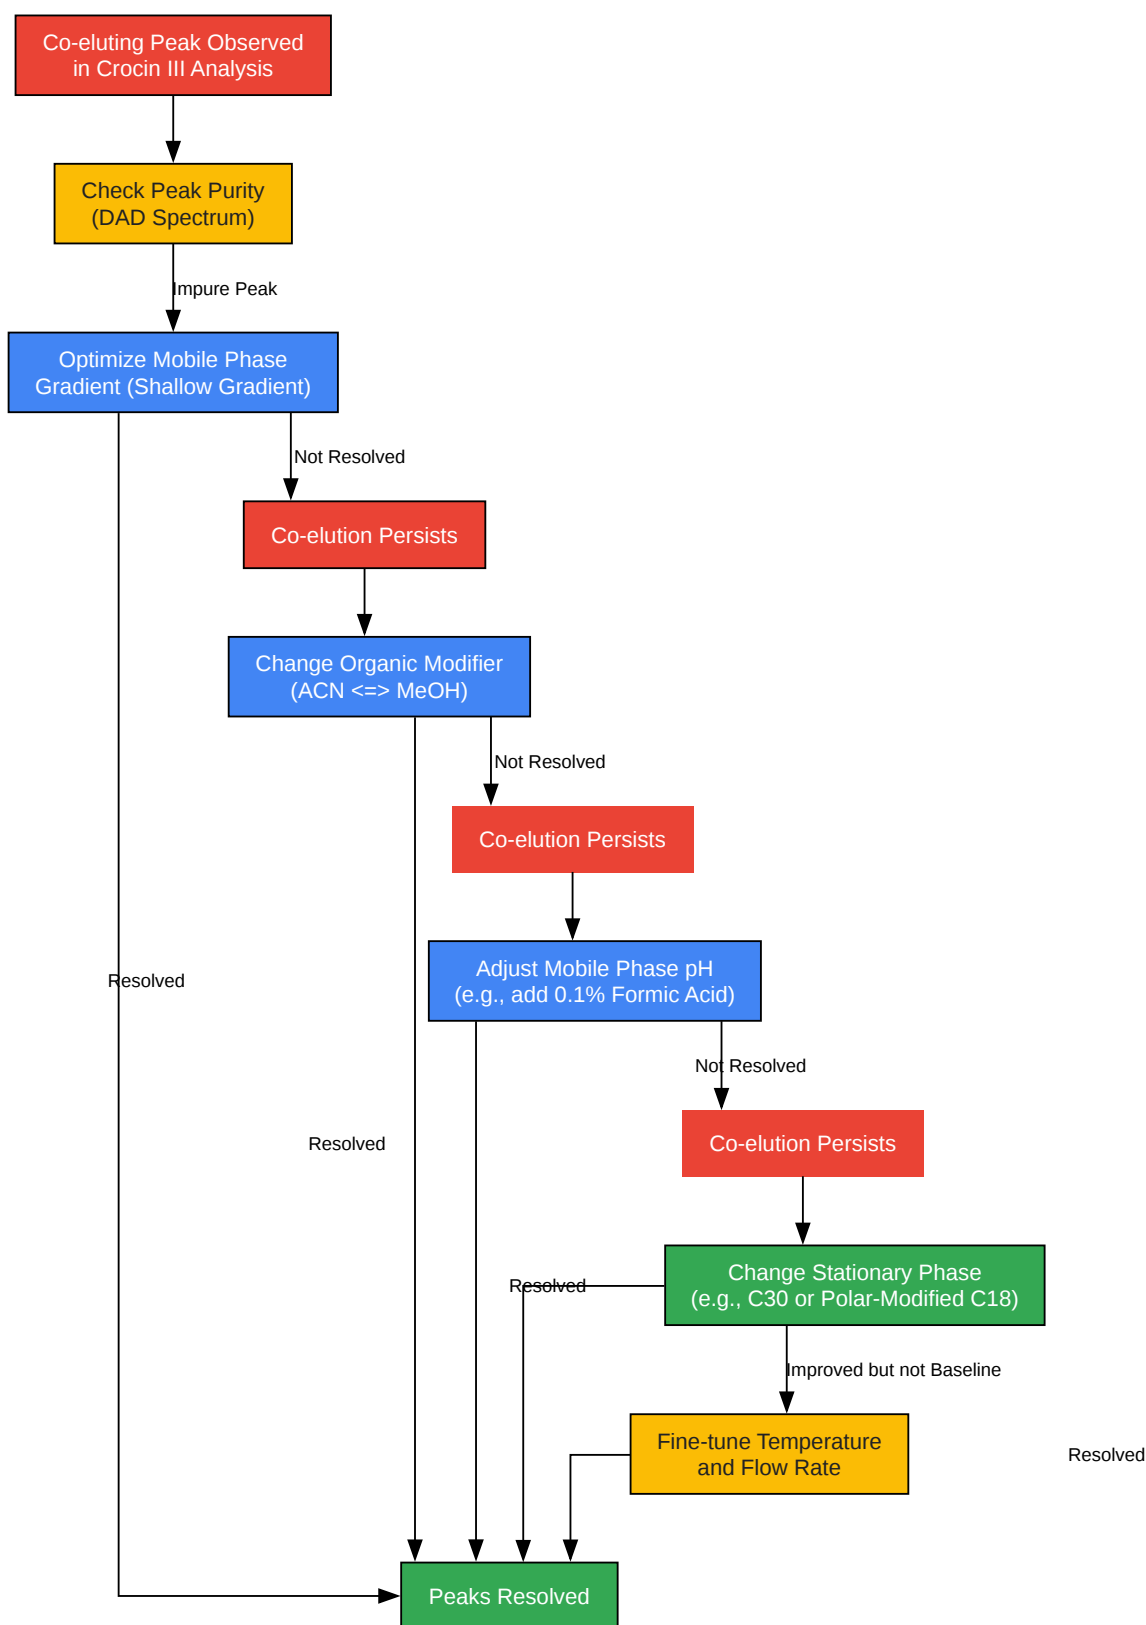 Co-eluting Peak Observed
in Crocin III Analysis
Check Peak Purity
(DAD Spectrum)
Impure Peak
Optimize Mobile Phase
Gradient (Shallow Gradient)
Not Resolved
Co-elution Persists
Change Organic Modifier
(ACN <=> MeOH)
Not Resolved
Co-elution Persists
Adjust Mobile Phase pH
(e.g., add 0.1% Formic Acid)
Resolved
Not Resolved
Co-elution Persists
Resolved
Change Stationary Phase
(e.g., C30 or Polar-Modified C18)
Resolved
Improved but not Baseline
Fine-tune Temperature
and Flow Rate
Resolved
Peaks Resolved